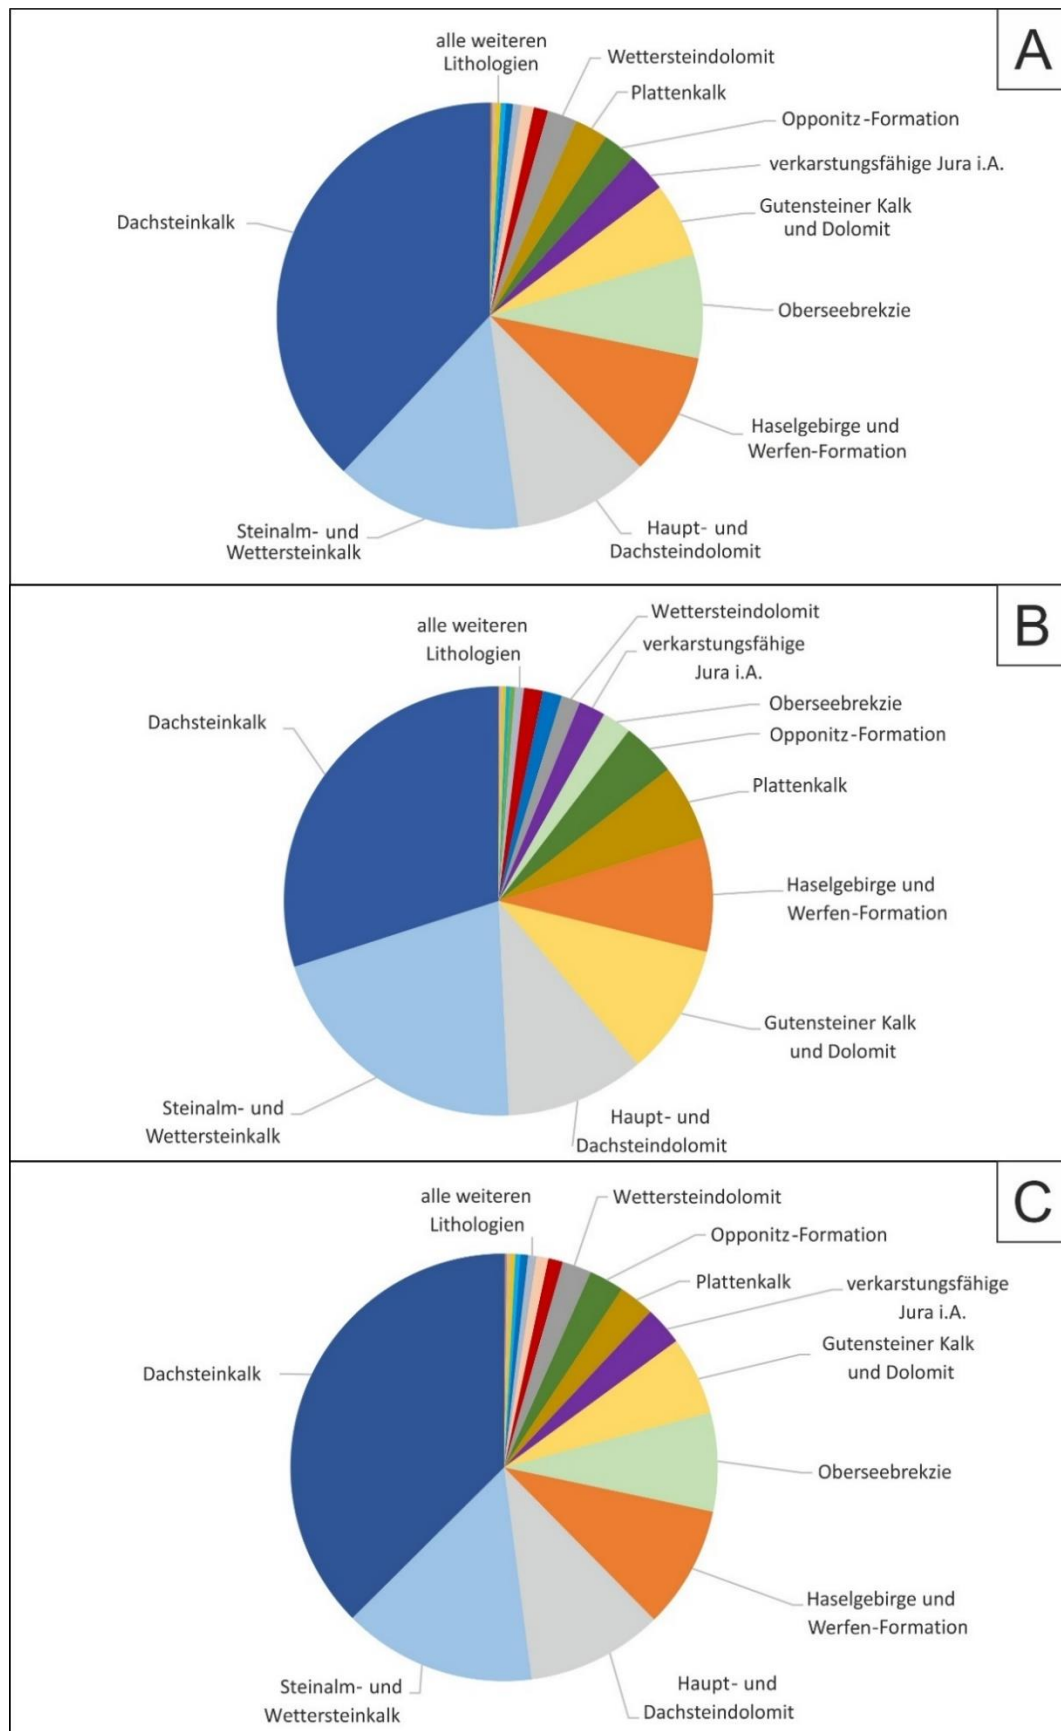 A
alle weiteren
Lithologien
Wettersteindolomit
Plattenkalk
Opponitz-Formation
verkarstungsfähige Jura i.A.
Gutensteiner Kalk
und Dolomit
Dachsteinkalk
Oberseebrekzie
Haselgebirge und
Werfen-Formation
Steinalm- und
Wettersteinkalk
Haupt- und
Dachsteindolomit
B
Wettersteindolomit
alle weiteren
Lithologien
verkarstungsfähige
Jura i.A.
Oberseebrekzie
Dachsteinkalk
Opponitz-Formation
Plattenkalk
Haselgebirge und
Werfen-Formation
Gutensteiner Kalk
und Dolomit
Steinalm- und
Wettersteinkalk
Haupt- und
Dachsteindolomit
C
alle weiteren
Lithologien
Wettersteindolomit
Opponitz-Formation
Plattenkalk
verkarstungsfähige
Jura i.A.
Gutensteiner Kalk
und Dolomit
Dachsteinkalk
Oberseebrekzie
Haselgebirge und
Werfen-Formation
Steinalm- und
Wettersteinkalk
Haupt- und
Dachsteindolomit